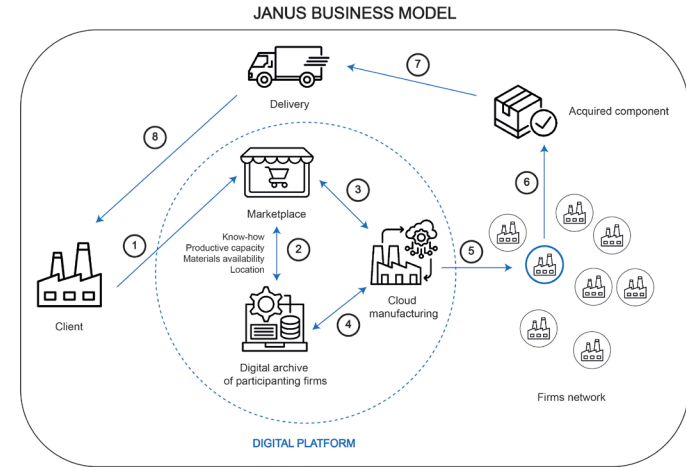 JANUS BUSINESS MODEL
7
Delivery
Acquired component
8
6
3
Marketplace
1
Know-how
Productive capacity
Materials availability
Location
2
5
Client
Cloud
manufacturing
4
Digital archive
of participanting firms
Firms network
DIGITAL PLATFORM